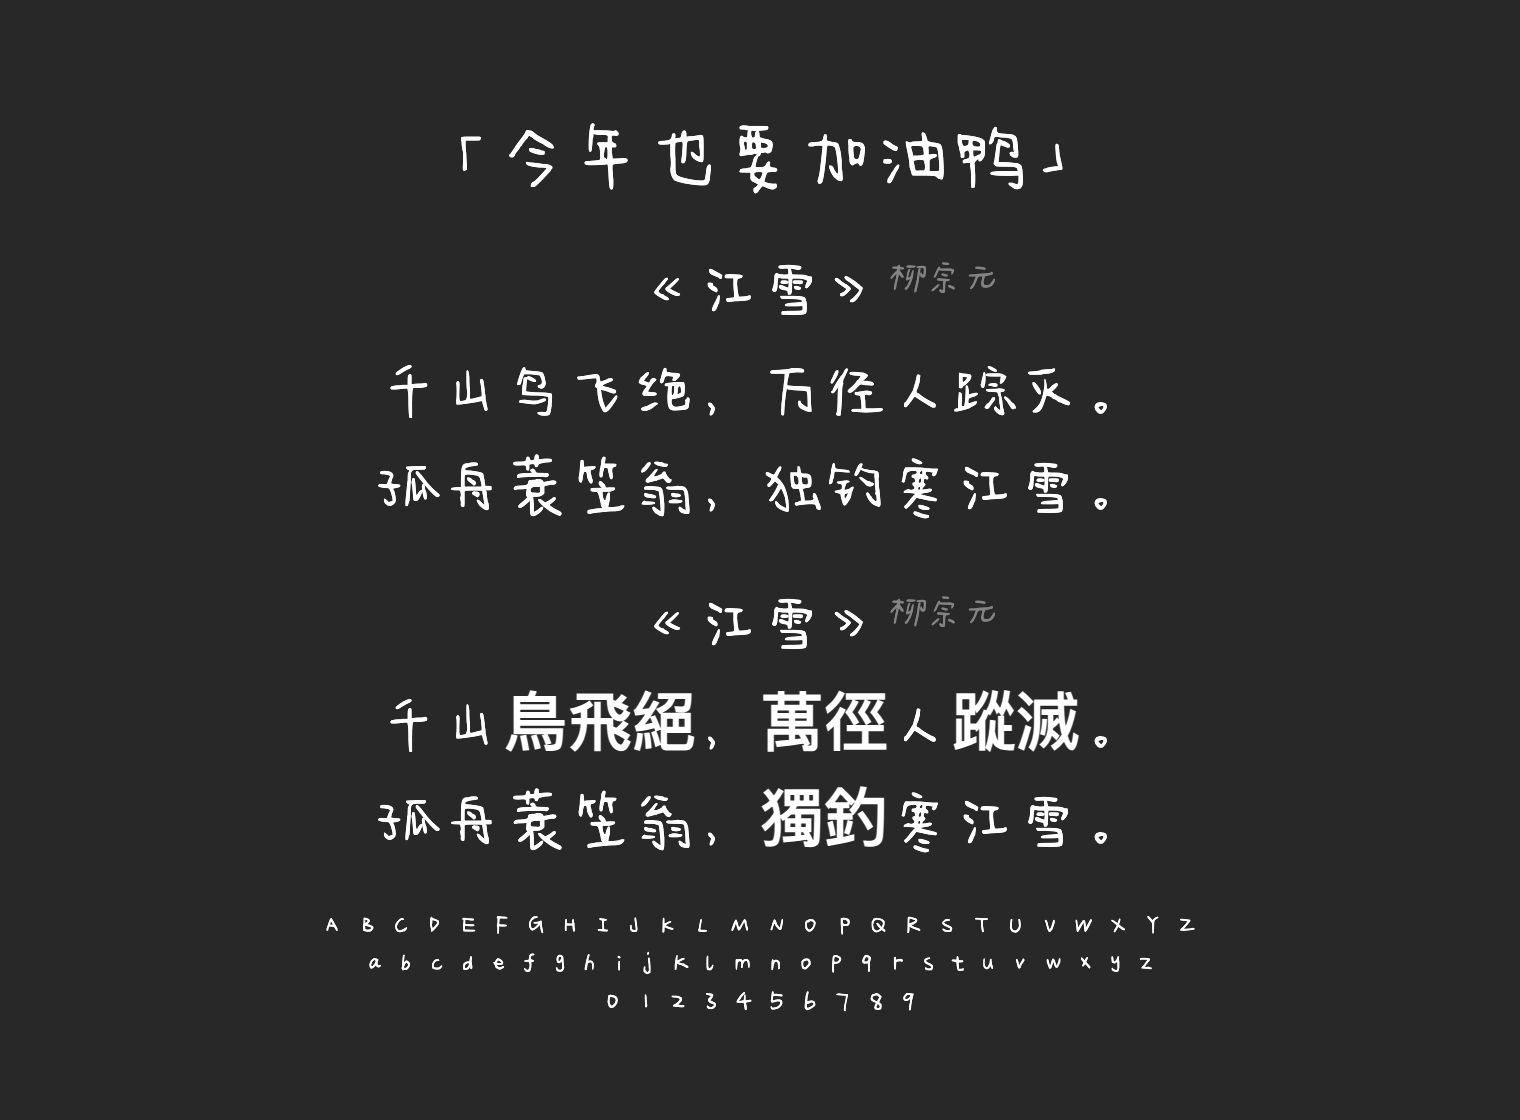 「今年也要加油鸭」
《江雪》柳宗元
千山鸟飞绝，万径人踪灭。
孤舟蓑笠翁，独钓寒江雪。
《江雪》柳宗元
千山鳥飛絕，萬徑人蹤滅。
孤舟蓑笠翁，獨釣寒江雪。
A B C D E F G H I J K L M N O P Q R S T U V W X Y Z
a b c d e f g h i j k l m n o p q r s t u v w x y z
0 1 2 3 4 5 6 7 8 9